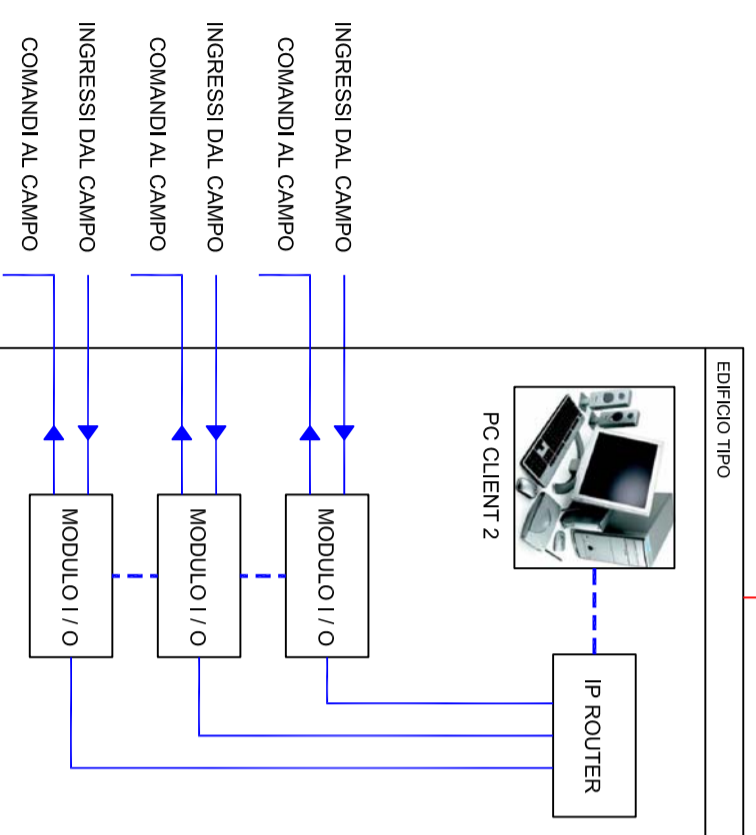 EDIFICIO TIPO
PC CLIENT 2
IP ROUTER
INGRESSI DAL CAMPO
COMANDI AL CAMPO
MODULO I / O
INGRESSI DAL CAMPO
COMANDI AL CAMPO
MODULO I / O
INGRESSI DAL CAMPO
COMANDI AL CAMPO
MODULO I / O